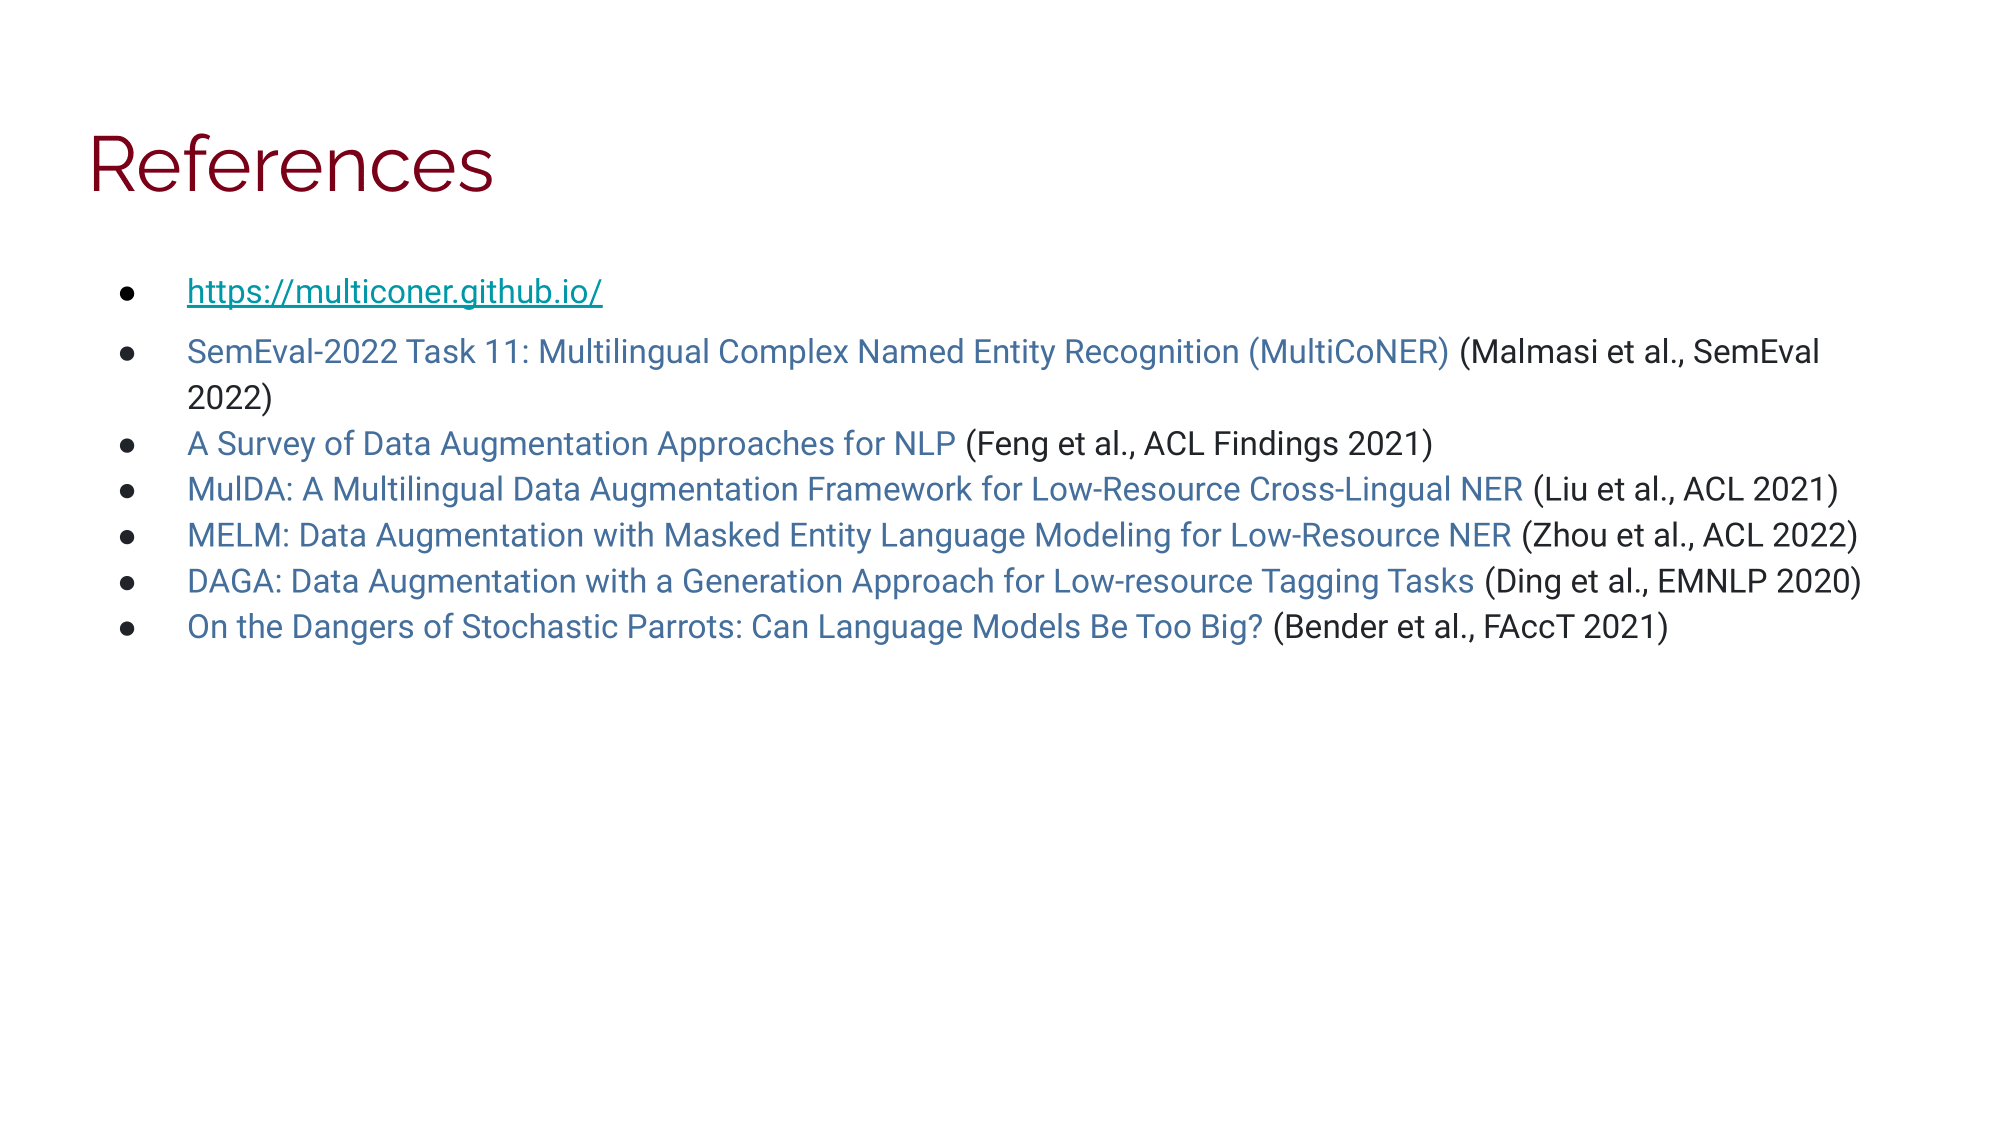 References
● https://multiconer.github.io/
● SemEval-2022 Task 11: Multilingual Complex Named Entity Recognition (MultiCoNER) (Malmasi et al., SemEval
2022)
● A Survey of Data Augmentation Approaches for NLP (Feng et al., ACL Findings 2021)
● MulDA: A Multilingual Data Augmentation Framework for Low-Resource Cross-Lingual NER (Liu et al., ACL 2021)
● MELM: Data Augmentation with Masked Entity Language Modeling for Low-Resource NER (Zhou et al., ACL 2022)
● DAGA: Data Augmentation with a Generation Approach for Low-resource Tagging Tasks (Ding et al., EMNLP 2020)
● On the Dangers of Stochastic Parrots: Can Language Models Be Too Big? (Bender et al., FAccT 2021)